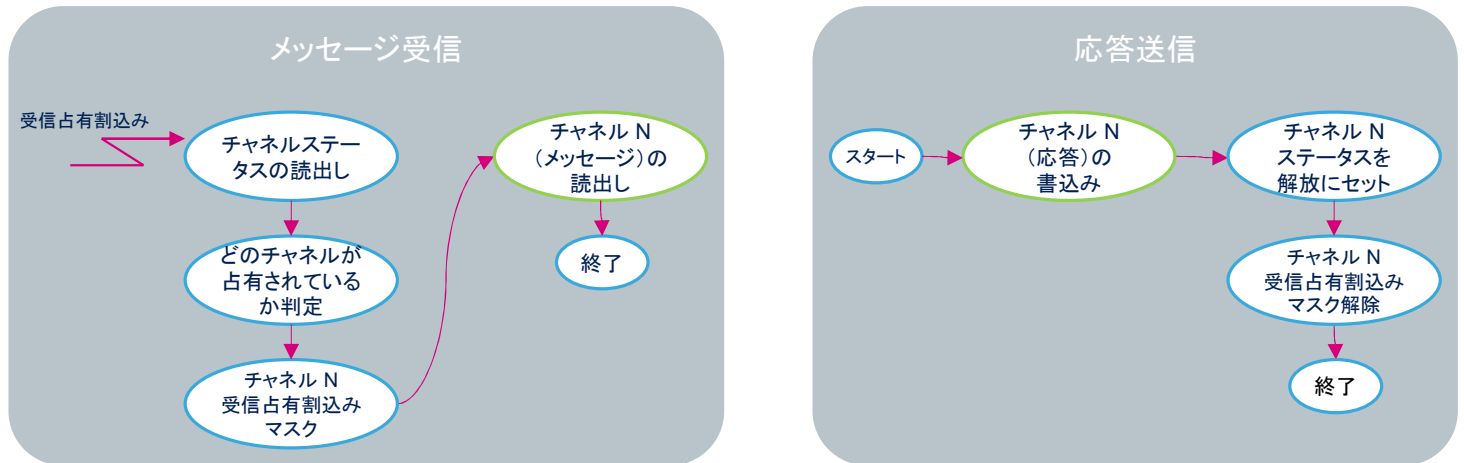 メッセージ受信
受信占有割込み
チャネルステー
タスの読出し
どのチャネルが
占有されている
か判定
チャネル N
受信占有割込み
マスク
チャネル N
（メッセージ）の
読出し
終了
応答送信
スタート
チャネル N
（応答）の
書込み
チャネル N
ステータスを
解放にセット
チャネル N
受信占有割込み
マスク解除
終了